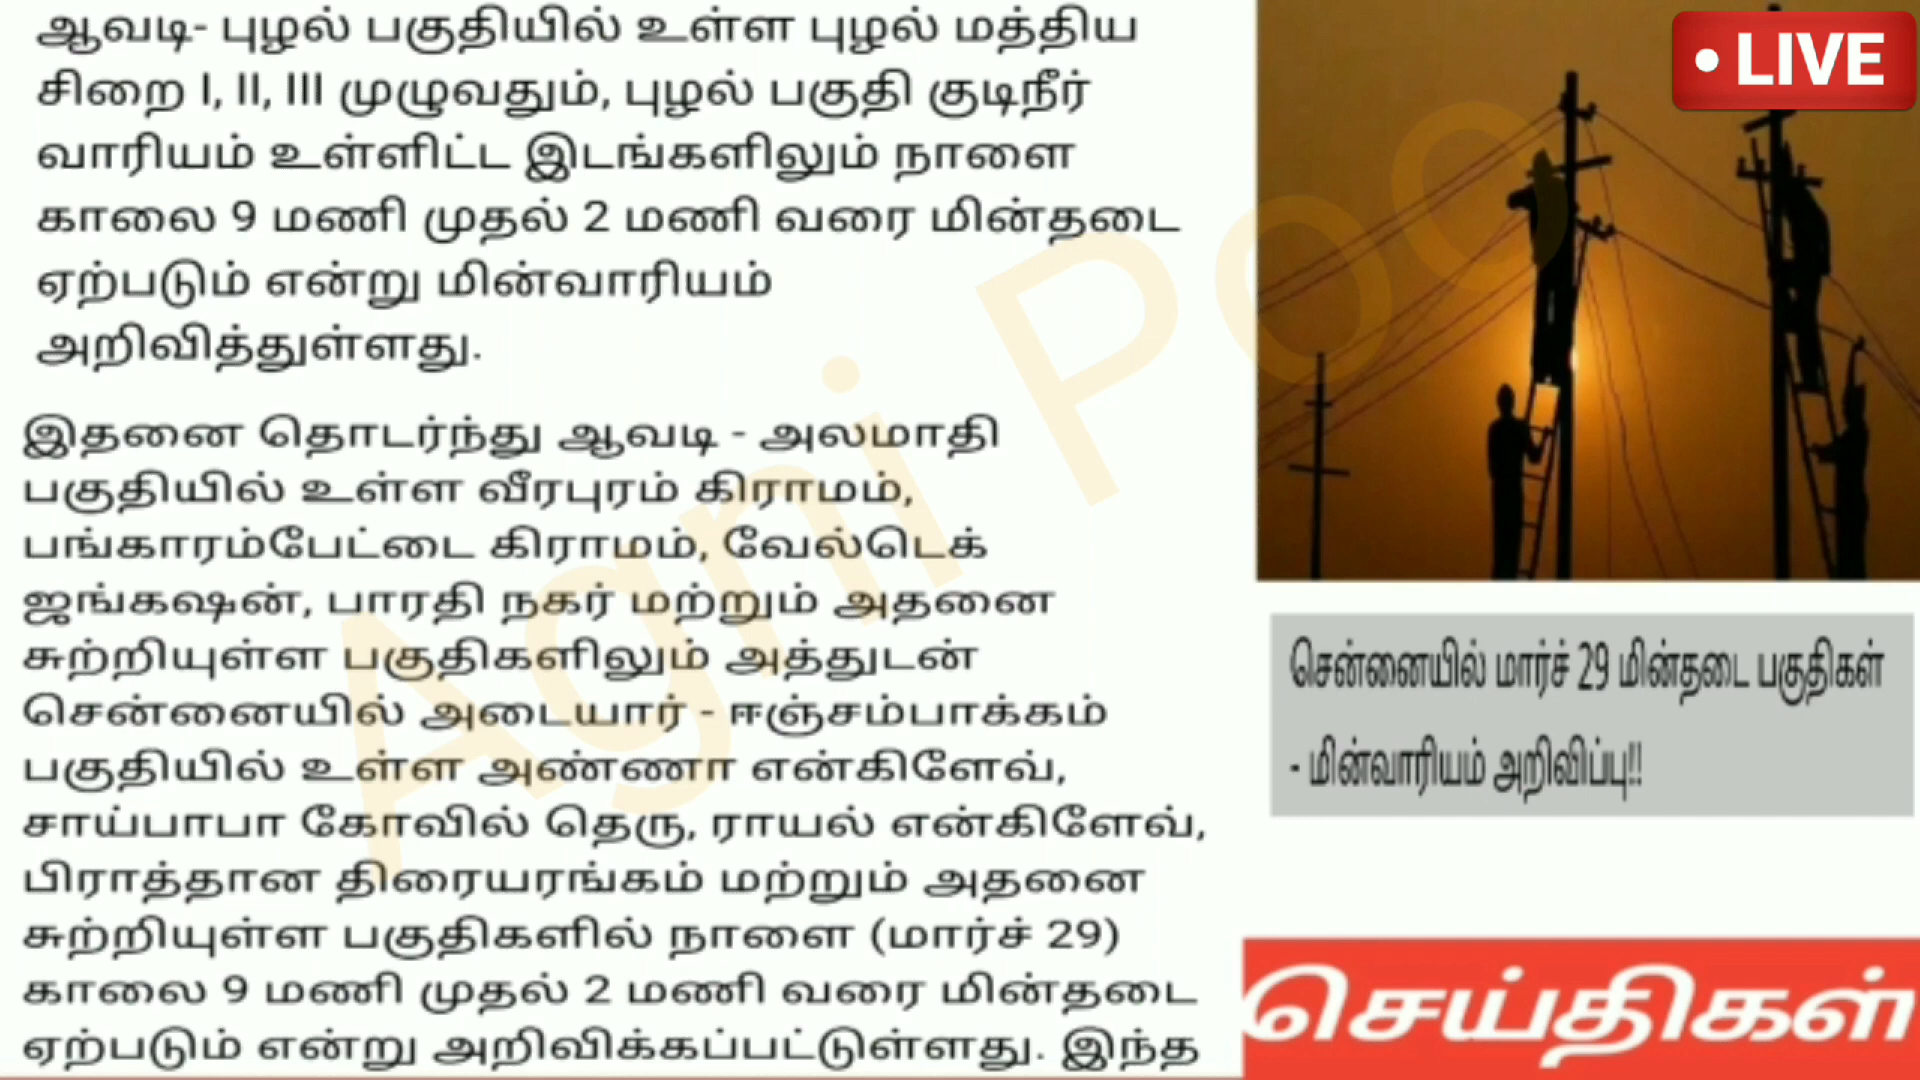 ஆவடி- புழல் பகுதியில் உள்ள புழல் மத்திய
சிறை I, II, III முழுவதும், புழல் பகுதி குடிநீர்
வாரியம் உள்ளிட்ட இடங்களிலும் நாளை
காலை 9 மணி முதல் 2 மணி வரை மின்தடை
ஏற்படும் என்று மின்வாரியம்
அறிவித்துள்ளது.
இதனை தொடர்ந்து ஆவடி - அலமாதி
பகுதியில் உள்ள வீரபுரம் கிராமம்,
பங்காரம்பேட்டை கிராமம், வேல்டெக்
ஜங்கஷன், பாரதி நகர் மற்றும் அதனை
சுற்றியுள்ள பகுதிகளிலும் அத்துடன்
சென்னையில் அடையார் - ஈஞ்சம்பாக்கம்
பகுதியில் உள்ள அண்ணா என்கிளேவ்,
சாய்பாபா கோவில் தெரு, ராயல் என்கிளேவ்,
பிராத்தான திரையரங்கம் மற்றும் அதனை
சுற்றியுள்ள பகுதிகளில் நாளை (மார்ச் 29)
காலை 9 மணி முதல் 2 மணி வரை மின்தடை
ஏற்படும் என்று அறிவிக்கப்பட்டுள்ளது. இந்த
Agni Poo
• LIVE
சென்னையில் மார்ச் 29 மின்தடை பகுதிகள்
- மின்வாரியம் அறிவிப்பு!!
செய்திகள்